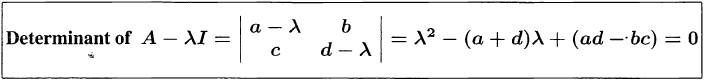 Determinant of A − λI = | a − λ b c d − λ | = λ² − (a + d)λ + (ad − bc) = 0